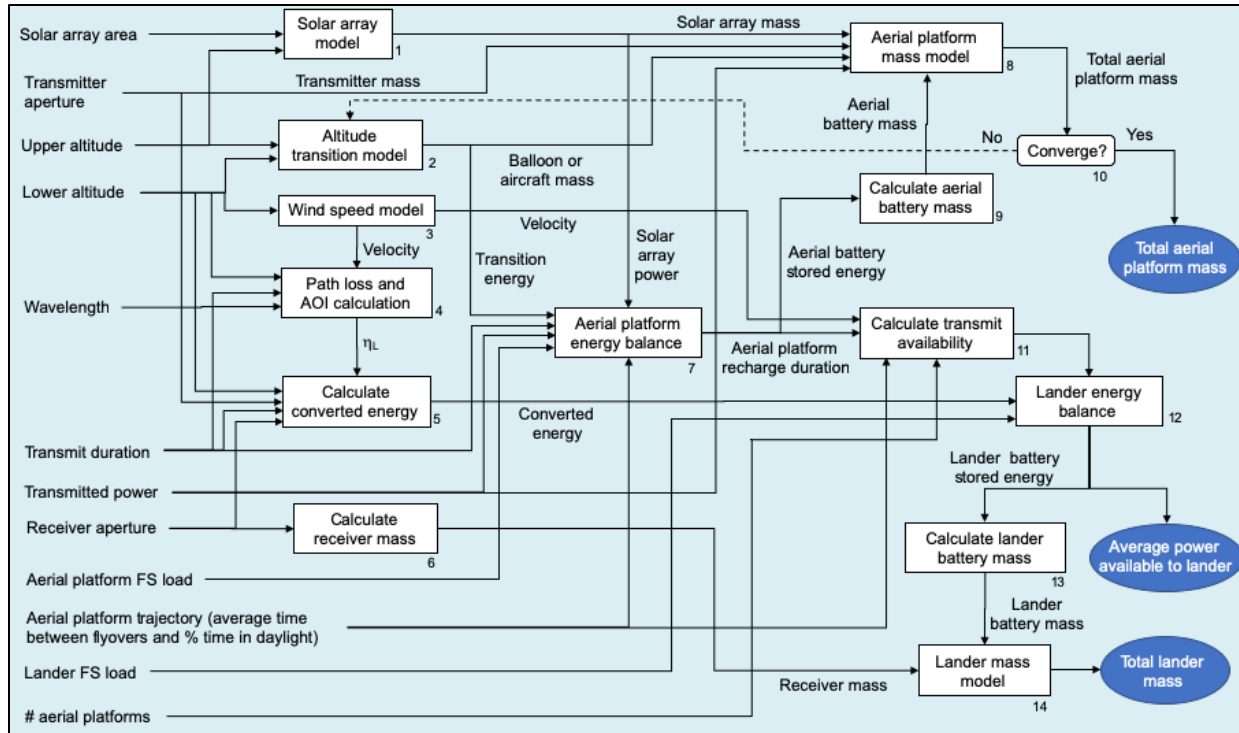 Solar array area
Solar array
model
1
Solar array mass
Aerial platform
mass model
8
Total aerial
platform mass
Transmitter
aperture
Transmitter mass
Aerial
battery mass
Upper altitude
Altitude
transition model
2
Balloon or
aircraft mass
No
Converge?
10
Yes
Lower altitude
Wind speed model
3
Velocity
Velocity
Calculate aerial
battery mass
9
Total aerial
platform mass
Transition
energy
Solar
array
power
Aerial battery
stored energy
Wavelength
Path loss and
AOI calculation
4
Aerial platform
energy balance
7
Aerial platform
recharge duration
Calculate transmit
availability
11
ηL
Calculate
converted energy
5
Converted
energy
Lander energy
balance
12
Transmit duration
Transmitted power
Lander battery
stored energy
Receiver aperture
Calculate
receiver mass
6
Calculate lander
battery mass
13
Average power
available to lander
Aerial platform FS load
Aerial platform trajectory (average time
between flyovers and % time in daylight)
Lander
battery mass
Lander FS load
Receiver mass
Lander mass
model
14
Total lander
mass
# aerial platforms